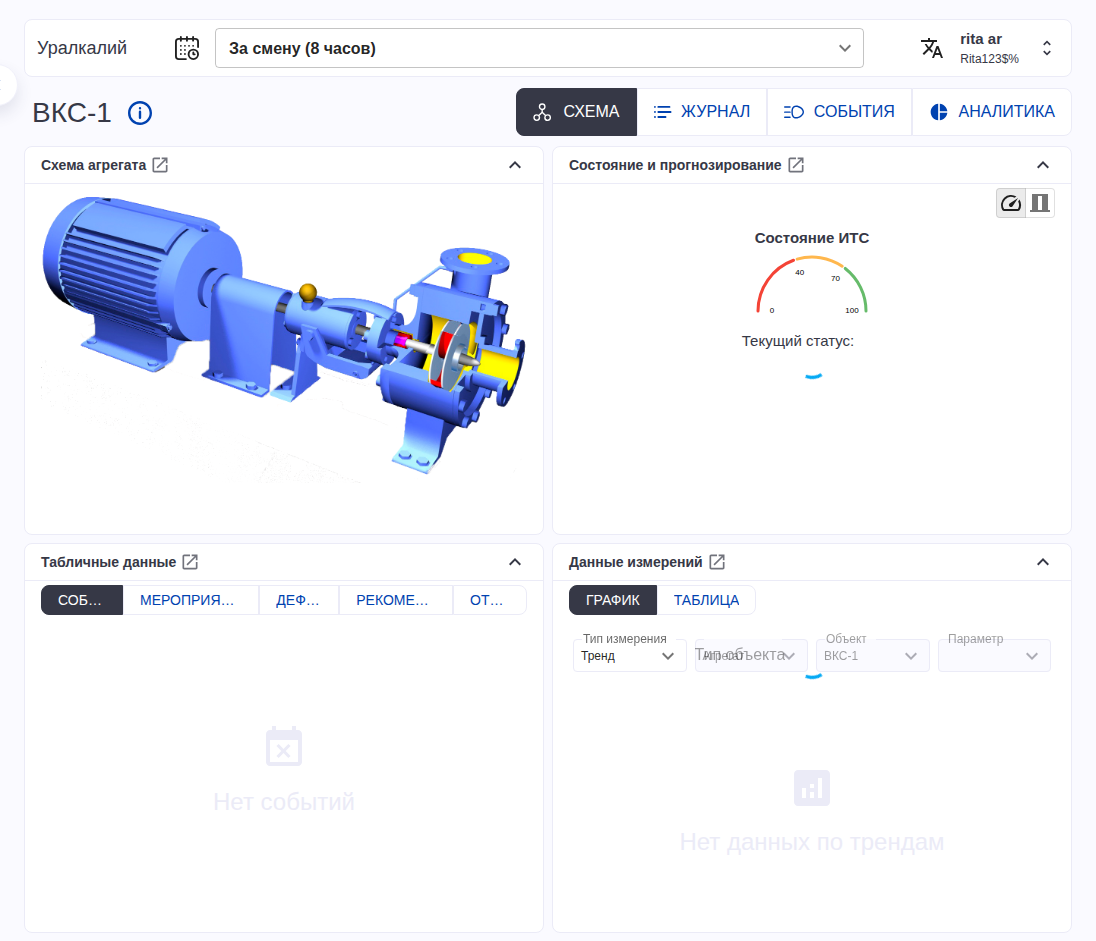 Уралкалий
За смену (8 часов)
rita ar
Rita123$%
ВКС-1
СХЕМА
ЖУРНАЛ
СОБЫТИЯ
АНАЛИТИКА
Схема агрегата
Состояние и прогнозирование
Состояние ИТС
40
70
0
100
Текущий статус:
Табличные данные
СОБ...
МЕРОПРИЯ...
ДЕФ...
РЕКОМЕ...
ОТ...
Нет событий
Данные измерений
ГРАФИК
ТАБЛИЦА
Тип измерения
Тренд
Тип объекта
Агрегат
Объект
ВКС-1
Параметр
Нет данных по трендам